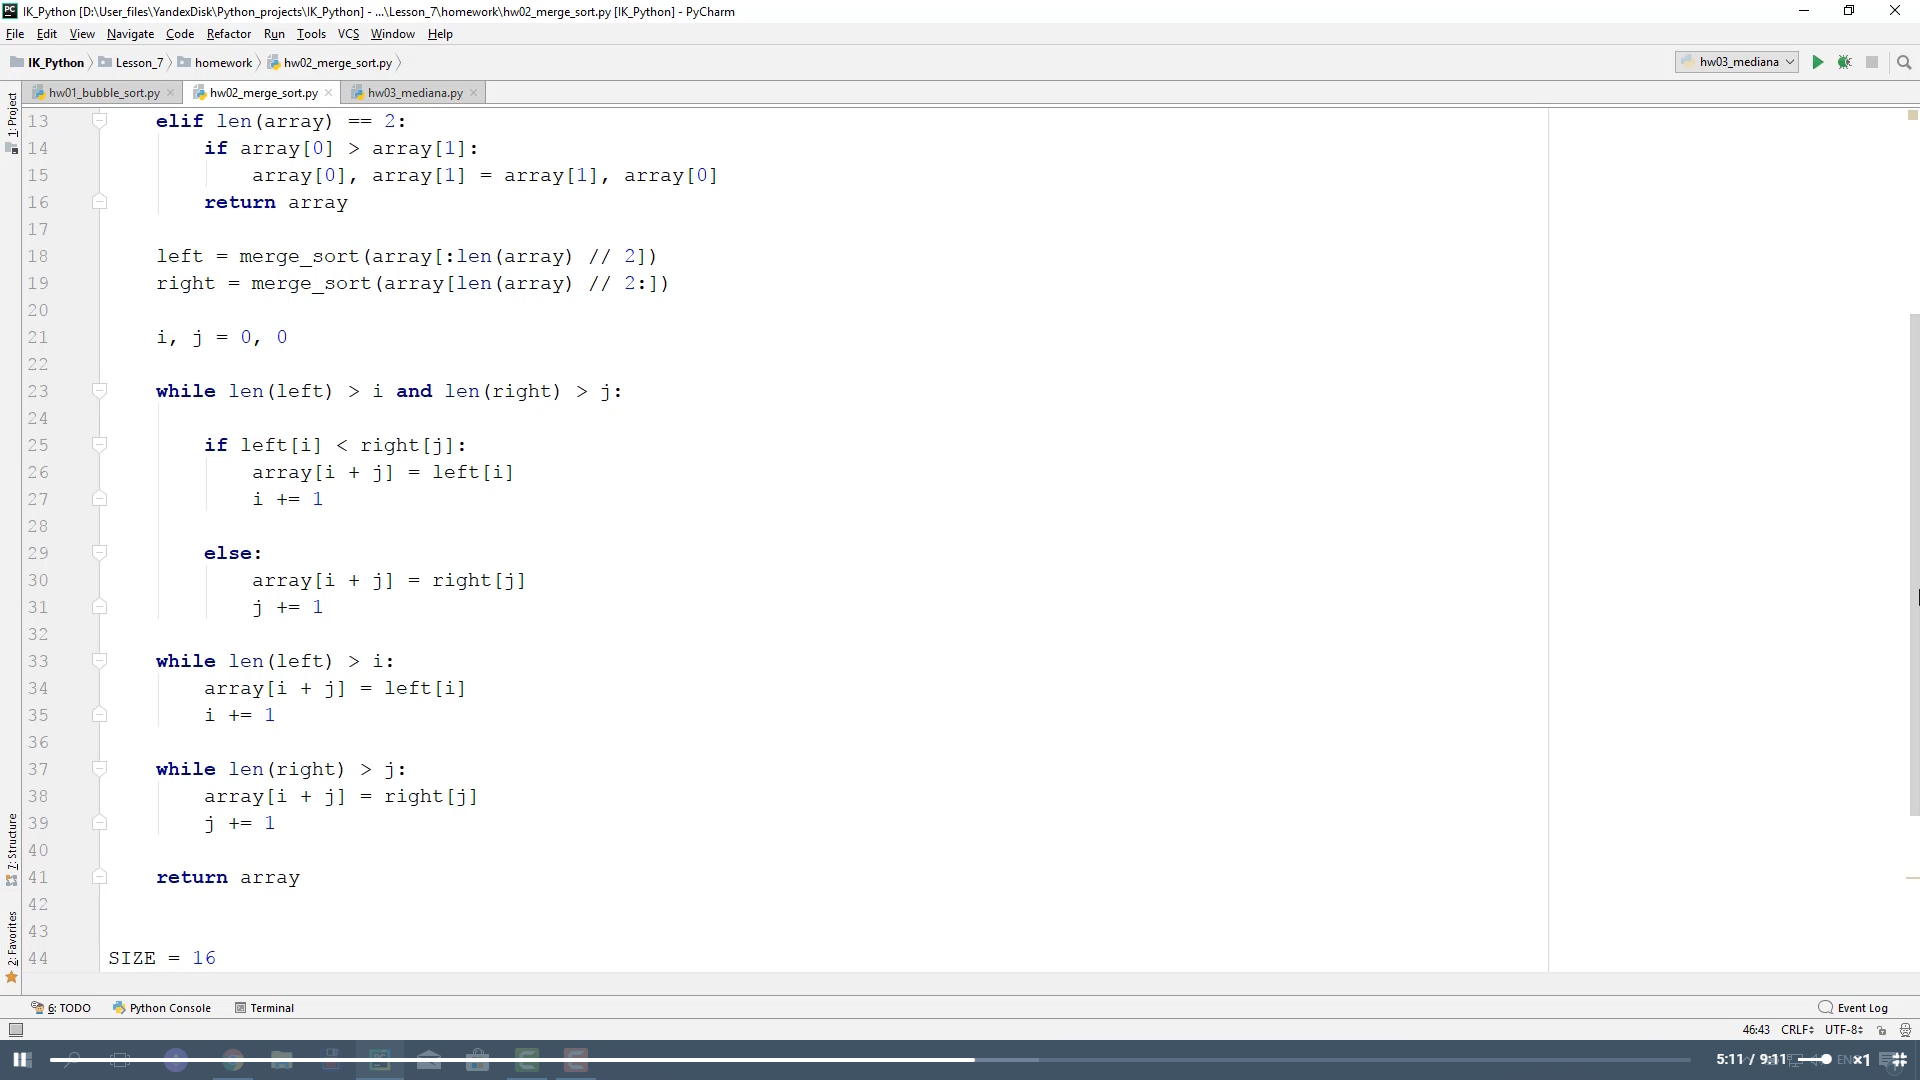 IK_Python [D:\User_files\YandexDisk\Python_projects\IK_Python] - ...\Lesson_7\homework\hw02_merge_sort.py [IK_Python] - PyCharm
File Edit View Navigate Code Refactor Run Tools VCS Window Help
IK_Python Lesson_7 homework hw02_merge_sort.py hw03_mediana
hw01_bubble_sort.py hw02_merge_sort.py hw03_mediana.py
1: Project
13 elif len(array) == 2:
14 if array[0] > array[1]:
15 array[0], array[1] = array[1], array[0]
16 return array
17
18 left = merge_sort(array[:len(array) // 2])
19 right = merge_sort(array[len(array) // 2:])
20
21 i, j = 0, 0
22
23 while len(left) > i and len(right) > j:
24
25 if left[i] < right[j]:
26 array[i + j] = left[i]
27 i += 1
28
29 else:
30 array[i + j] = right[j]
31 j += 1
32
33 while len(left) > i:
34 array[i + j] = left[i]
35 i += 1
36
37 while len(right) > j:
38 array[i + j] = right[j]
39 j += 1
40
41 return array
42
43
44 SIZE = 16
7: Structure
2: Favorites
6: TODO Python Console Terminal Event Log
46:43 CRLF UTF-8
5:11 / 9:11 ×1